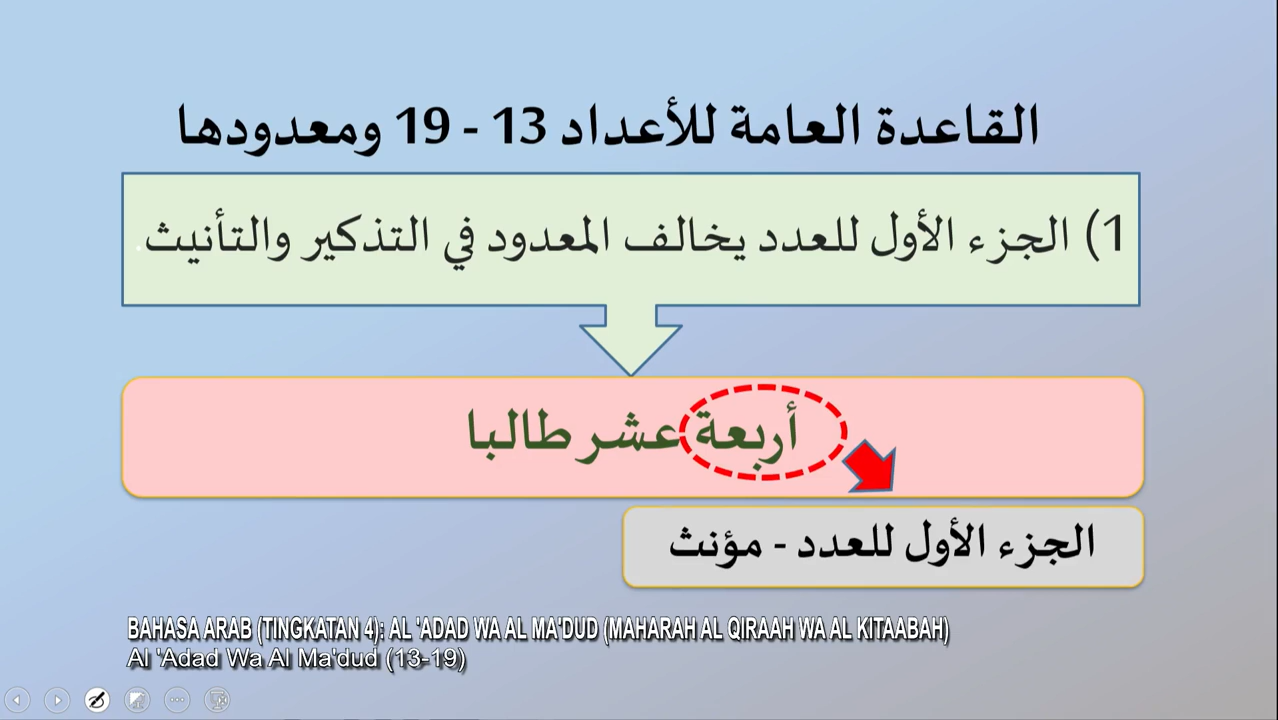 القاعدة العامة للأعداد 13 - 19 ومعدودها
1) الجزء الأول للعدد يخالف المعدود في التذكير والتأنيث.
أربعة عشر طالبا
الجزء الأول للعدد - مؤنث
BAHASA ARAB (TINGKATAN 4): AL 'ADAD WA AL MA'DUD (MAHARAH AL QIRAAH WA AL KITAABAH)
Al 'Adad Wa Al Ma'dud (13-19)